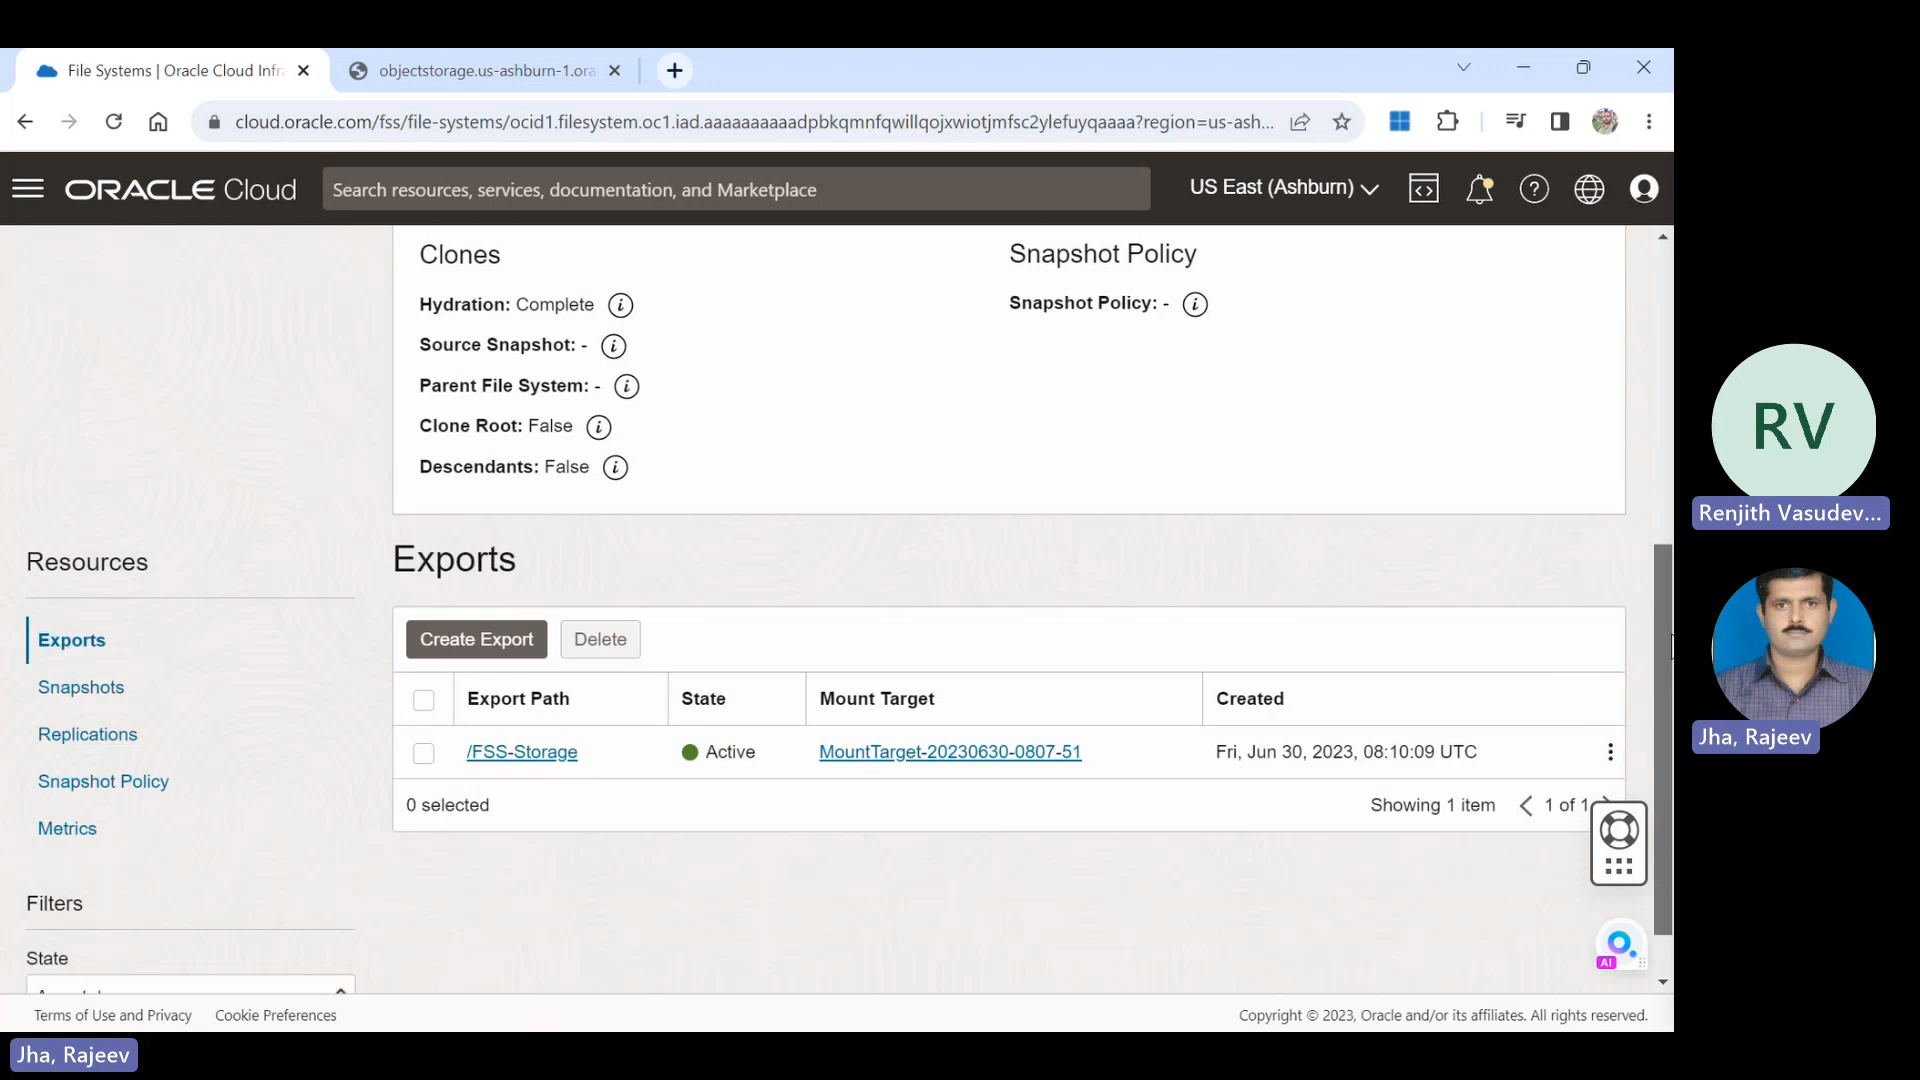 File Systems | Oracle Cloud Infra
objectstorage.us-ashburn-1.ora
cloud.oracle.com/fss/file-systems/ocid1.filesystem.oc1.iad.aaaaaaaaaadpbkqmnfqwillqojxwiotjmfsc2ylefuyqaaaa?region=us-ash...
ORACLE Cloud
Search resources, services, documentation, and Marketplace
US East (Ashburn)
Clones
Snapshot Policy
Hydration: Complete
Snapshot Policy: -
Source Snapshot: -
Parent File System: -
Clone Root: False
Descendants: False
RV
Renjith Vasudev...
Resources
Exports
Exports
Snapshots
Replications
Snapshot Policy
Metrics
Create Export Delete
Export Path State Mount Target Created
/FSS-Storage Active MountTarget-20230630-0807-51 Fri, Jun 30, 2023, 08:10:09 UTC
0 selected Showing 1 item 1 of 1
Jha, Rajeev
AI
Filters
State
Terms of Use and Privacy Cookie Preferences
Copyright © 2023, Oracle and/or its affiliates. All rights reserved.
Jha, Rajeev